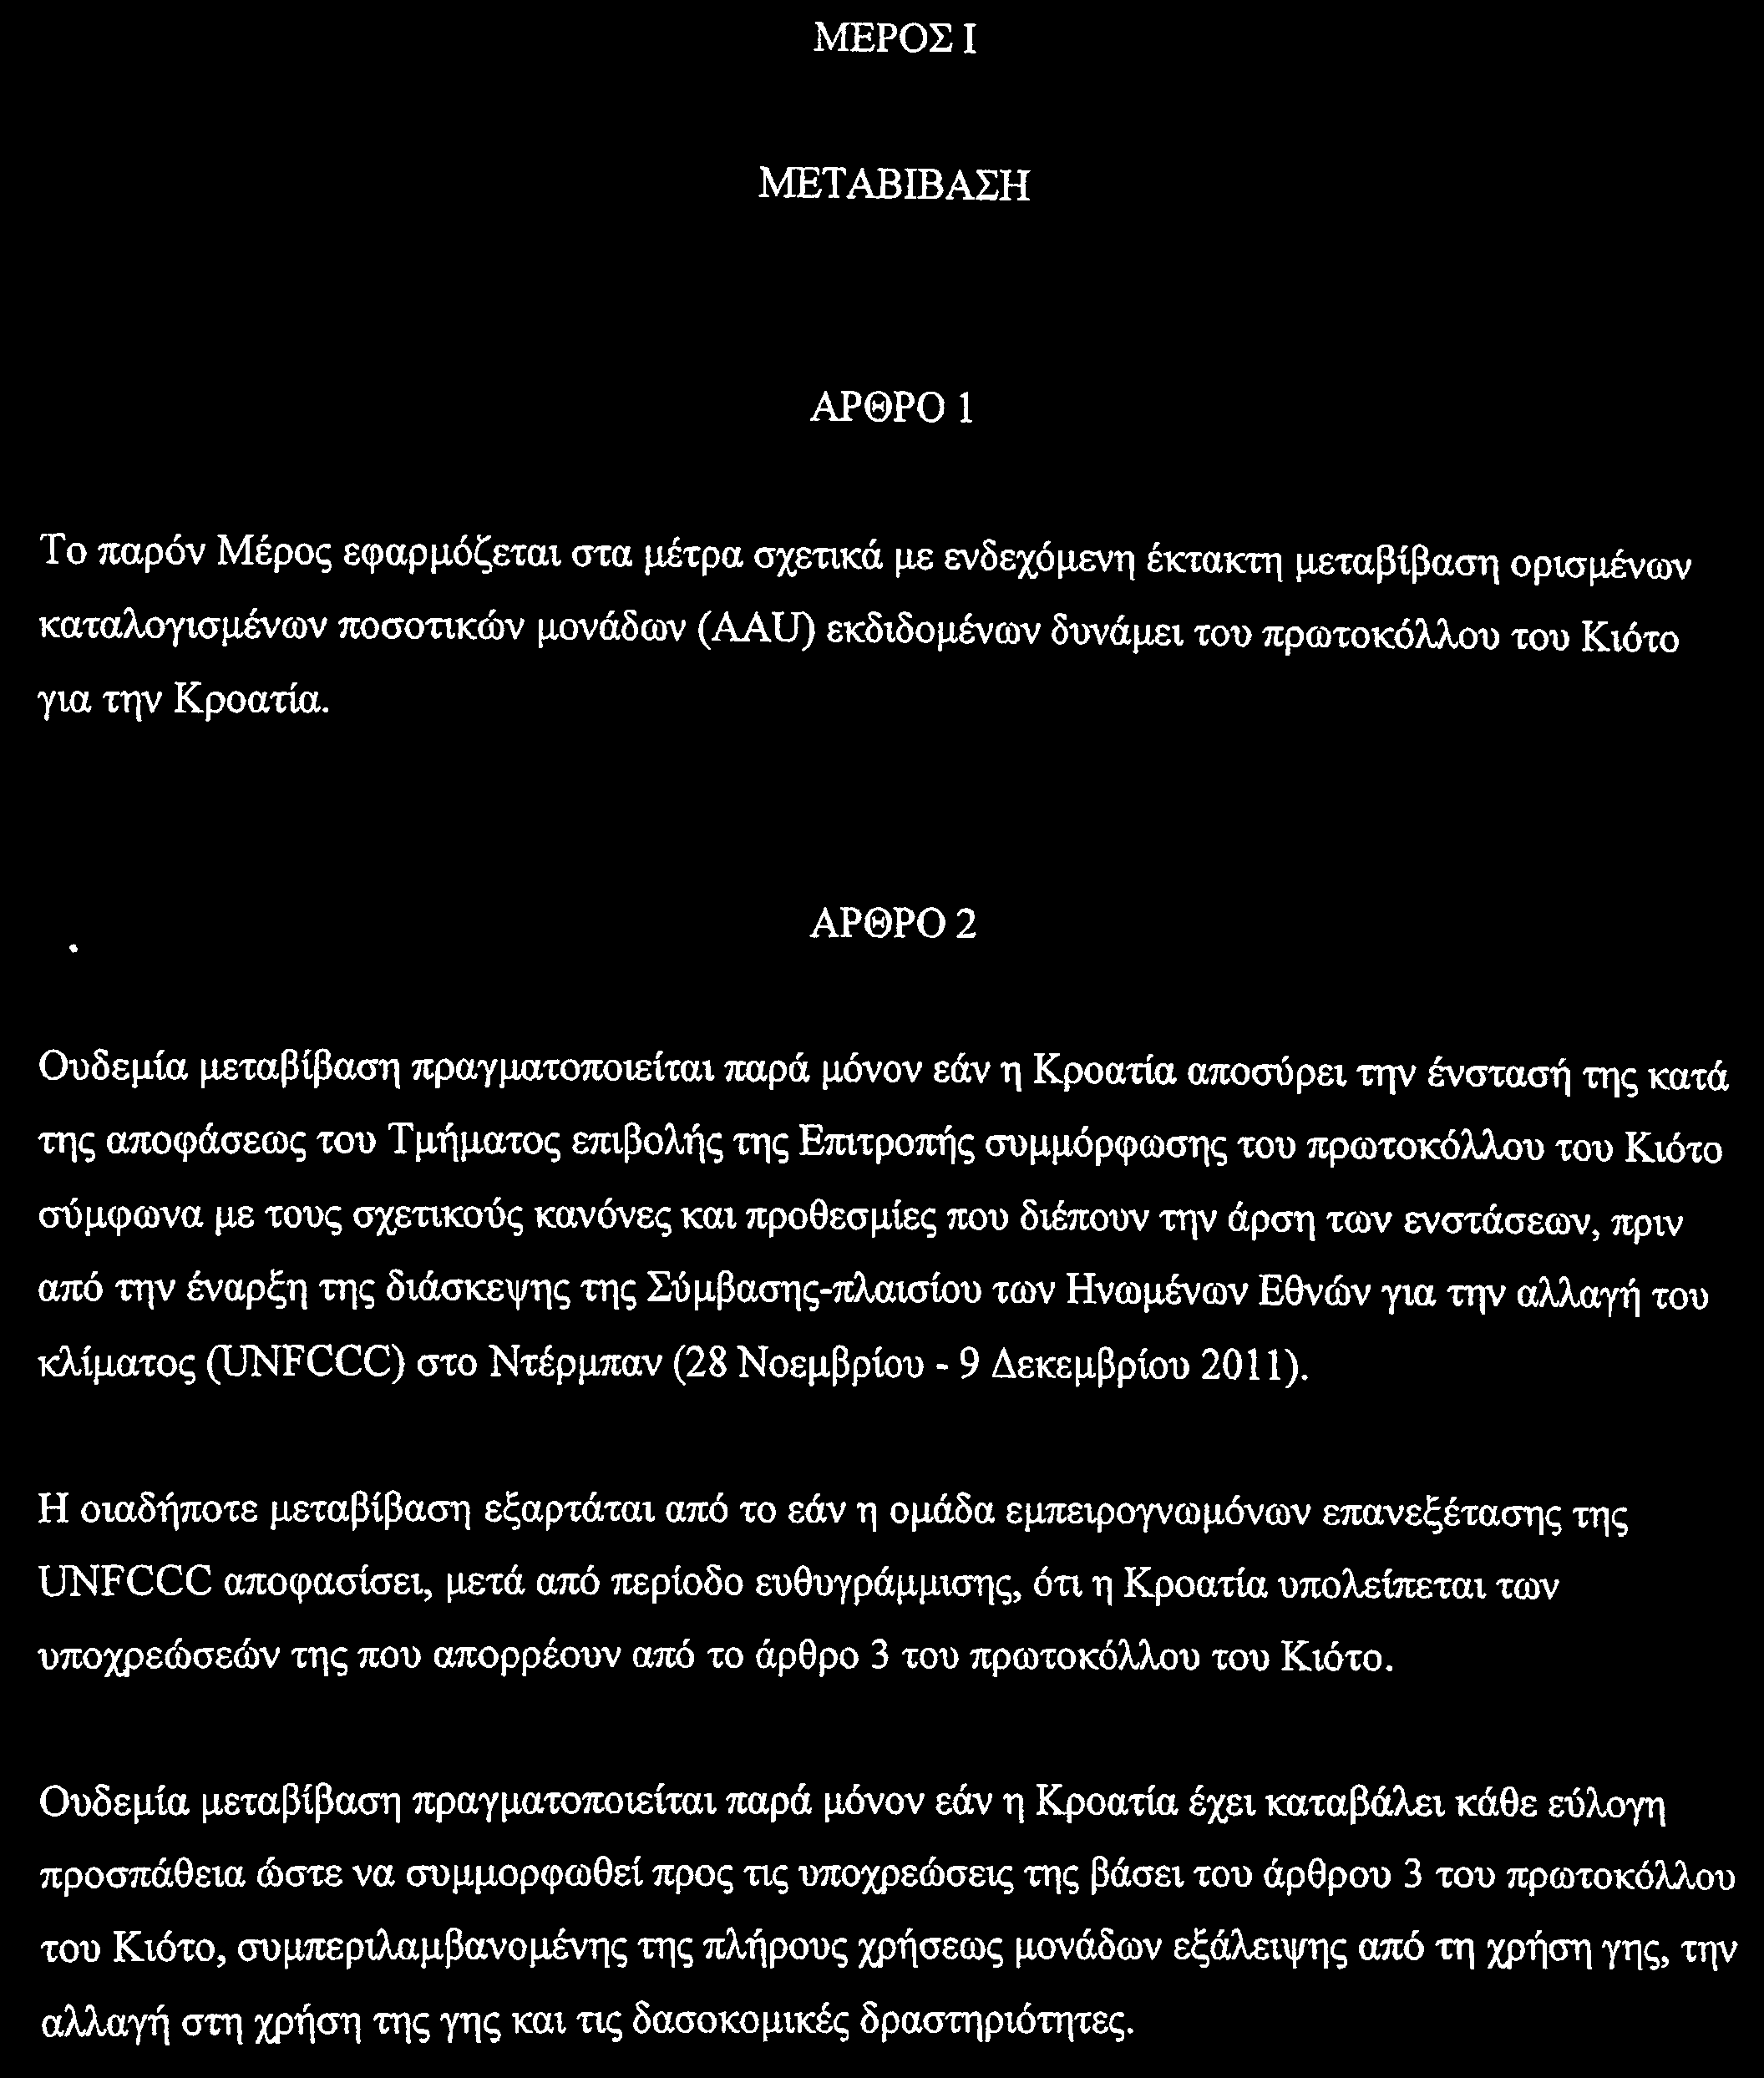 ΜΕΡΟΣ Ι
ΜΕΤΑΒΙΒΑΣΗ
ΑΡΘΡΟ 1
Το παρόν Μέρος εφαρμόζεται στα μέτρα σχετικά με ενδεχόμενη έκτακτη μεταβίβαση ορισμένων
καταλογισμένων ποσοτικών μονάδων (AAU) εκδιδομένων δυνάμει του πρωτοκόλλου του Κιότο
για την Κροατία.
ΑΡΘΡΟ 2
Ουδεμία μεταβίβαση πραγματοποιείται παρά μόνον εάν η Κροατία αποσύρει την ένστασή της κατά
της αποφάσεως του Τμήματος επιβολής της Επιτροπής συμμόρφωσης του πρωτοκόλλου του Κιότο
σύμφωνα με τους σχετικούς κανόνες και προθεσμίες που διέπουν την άρση των ενστάσεων, πριν
από την έναρξη της διάσκεψης της Σύμβασης-πλαισίου των Ηνωμένων Εθνών για την αλλαγή του
κλίματος (UNFCCC) στο Ντέρμπαν (28 Νοεμβρίου - 9 Δεκεμβρίου 2011).
Η οιαδήποτε μεταβίβαση εξαρτάται από το εάν η ομάδα εμπειρογνωμόνων επανεξέτασης της
UNFCCC αποφασίσει, μετά από περίοδο ευθυγράμμισης, ότι η Κροατία υπολείπεται των
υποχρεώσεών της που απορρέουν από το άρθρο 3 του πρωτοκόλλου του Κιότο.
Ουδεμία μεταβίβαση πραγματοποιείται παρά μόνον εάν η Κροατία έχει καταβάλει κάθε εύλογη
προσπάθεια ώστε να συμμορφωθεί προς τις υποχρεώσεις της βάσει του άρθρου 3 του πρωτοκόλλου
του Κιότο, συμπεριλαμβανομένης της πλήρους χρήσεως μονάδων εξάλειψης από τη χρήση γης, την
αλλαγή στη χρήση της γης και τις δασοκομικές δραστηριότητες.